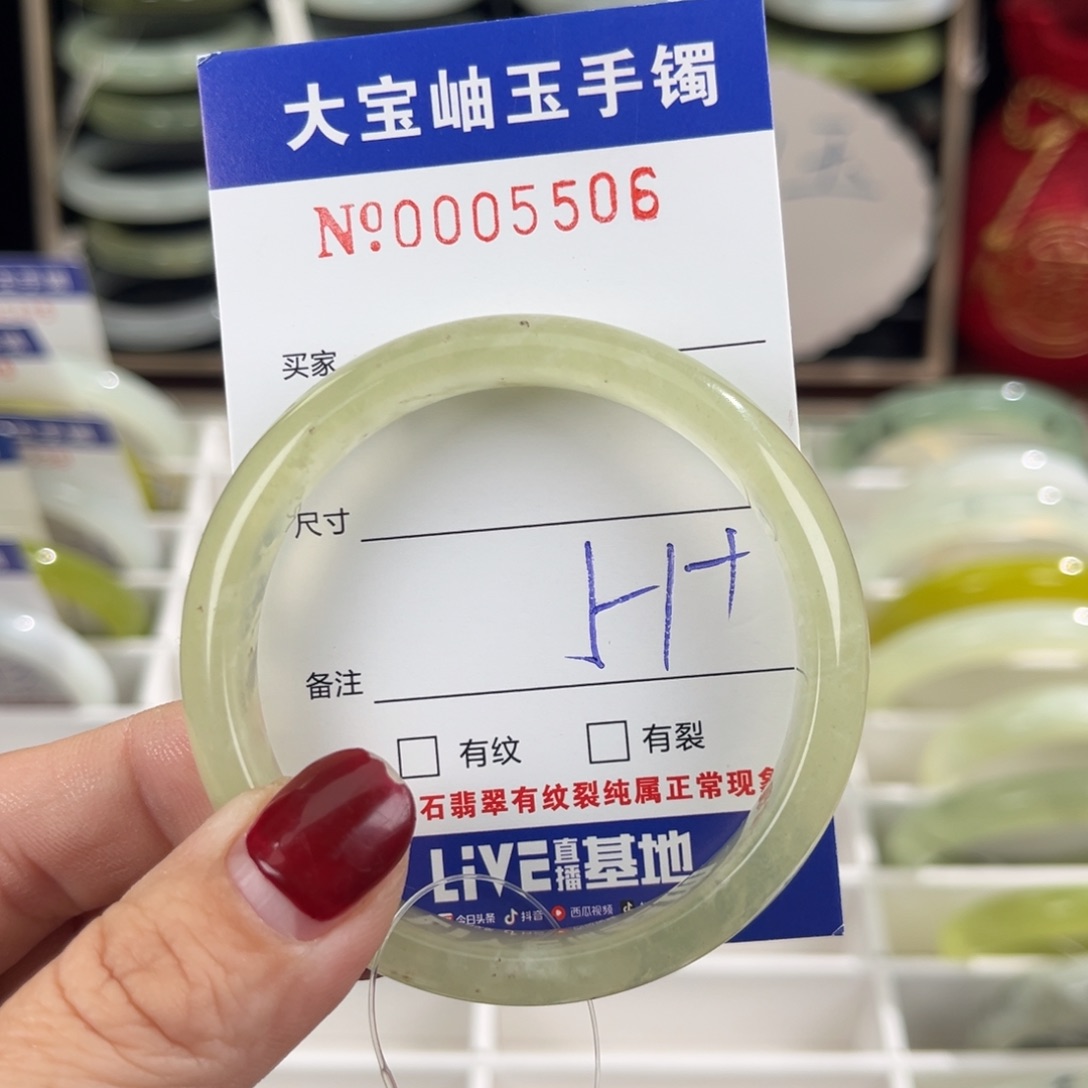 大宝岫玉手镯
Nº0005506
买家
尺寸
H+
备注
□ 有纹 □ 有裂
石翡翠有纹裂纯属正常现象
LiVE直播基地
今日头条 抖音 西瓜视频